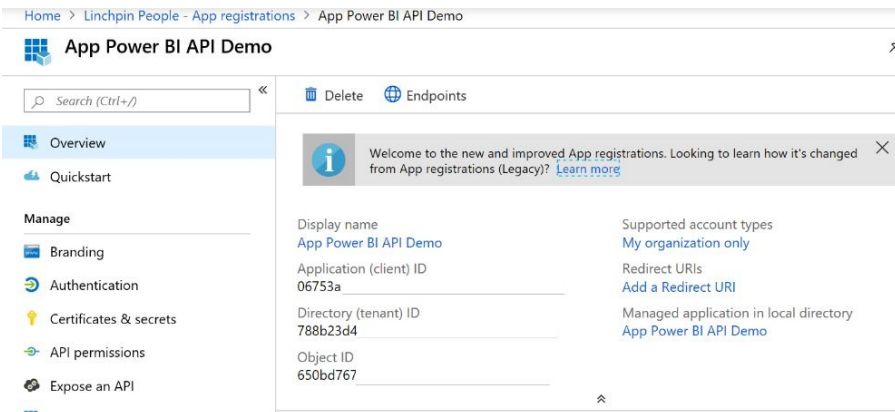 Home > Linchpin People - App registrations > App Power BI API Demo
App Power BI API Demo
Search (Ctrl+/)
«
Overview
Quickstart
Manage
Branding
Authentication
Certificates & secrets
API permissions
Expose an API
Delete
Endpoints
Welcome to the new and improved App registrations. Looking to learn how it's changed
from App registrations (Legacy)? Learn more
Display name
App Power BI API Demo
Application (client) ID
06753a
Directory (tenant) ID
788b23d4
Object ID
650bd767
Supported account types
My organization only
Redirect URIs
Add a Redirect URI
Managed application in local directory
App Power BI API Demo